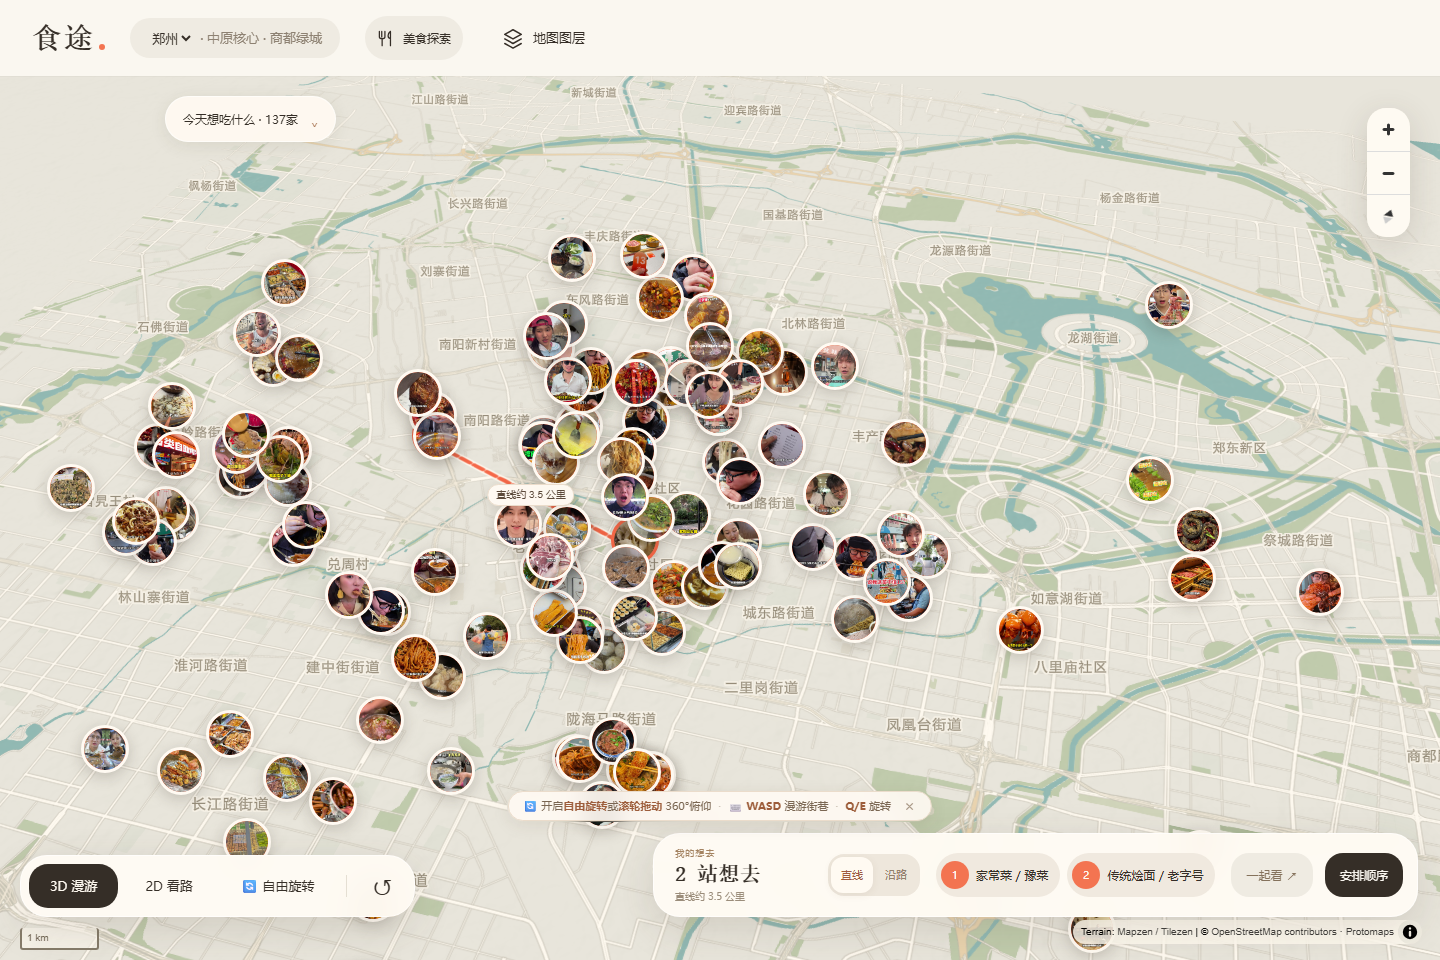 食途.
郑州 · 中原核心 · 商都绿城
美食探索
地图图层
今天想吃什么 · 137家
江山路街道
新城街道
迎宾路街道
枫杨街道
长兴路街道
国基路街道
杨金路街道
丰庆路街
龙源路街道
刘寨街道
石佛街道
东风路街道
北林路街道
龙湖街道
南阳新村街道
南阳路街道
郑东新区
直线约 3.5 公里
社区
花园路街道
祭城路街道
兑周村
林山寨街道
城东路街道
如意湖街道
淮河路街道
建中街街道
八里庙社区
二里岗街道
陇海马路街道
凤凰台街道
长江路街道
开启自由旋转或滚轮拖动 360°俯仰 · WASD 漫游街巷 · Q/E 旋转 ×
3D 漫游
2D 看路
自由旋转
我的想去
2 站想去
直线约 3.5 公里
直线
沿路
1 家常菜 / 豫菜
2 传统烩面 / 老字号
一起看 ↗
安排顺序
1 km
Terrain: Mapzen / Tilezen | © OpenStreetMap contributors · Protomaps